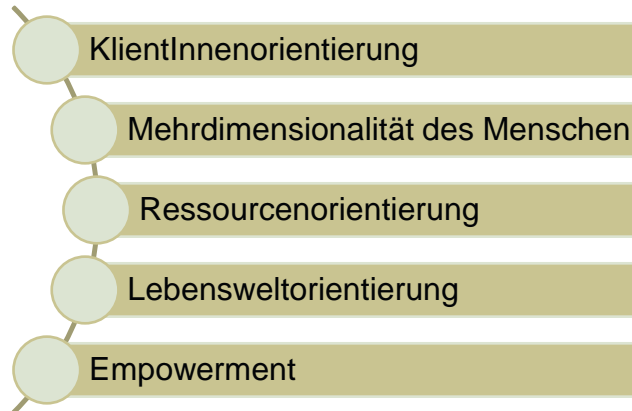 KlientInnenorientierung
Mehrdimensionalität des Menschen
Ressourcenorientierung
Lebensweltorientierung
Empowerment